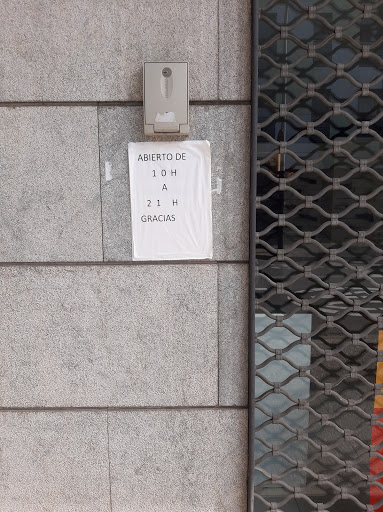 ABIERTO DE
10 H
A
21 H
GRACIAS